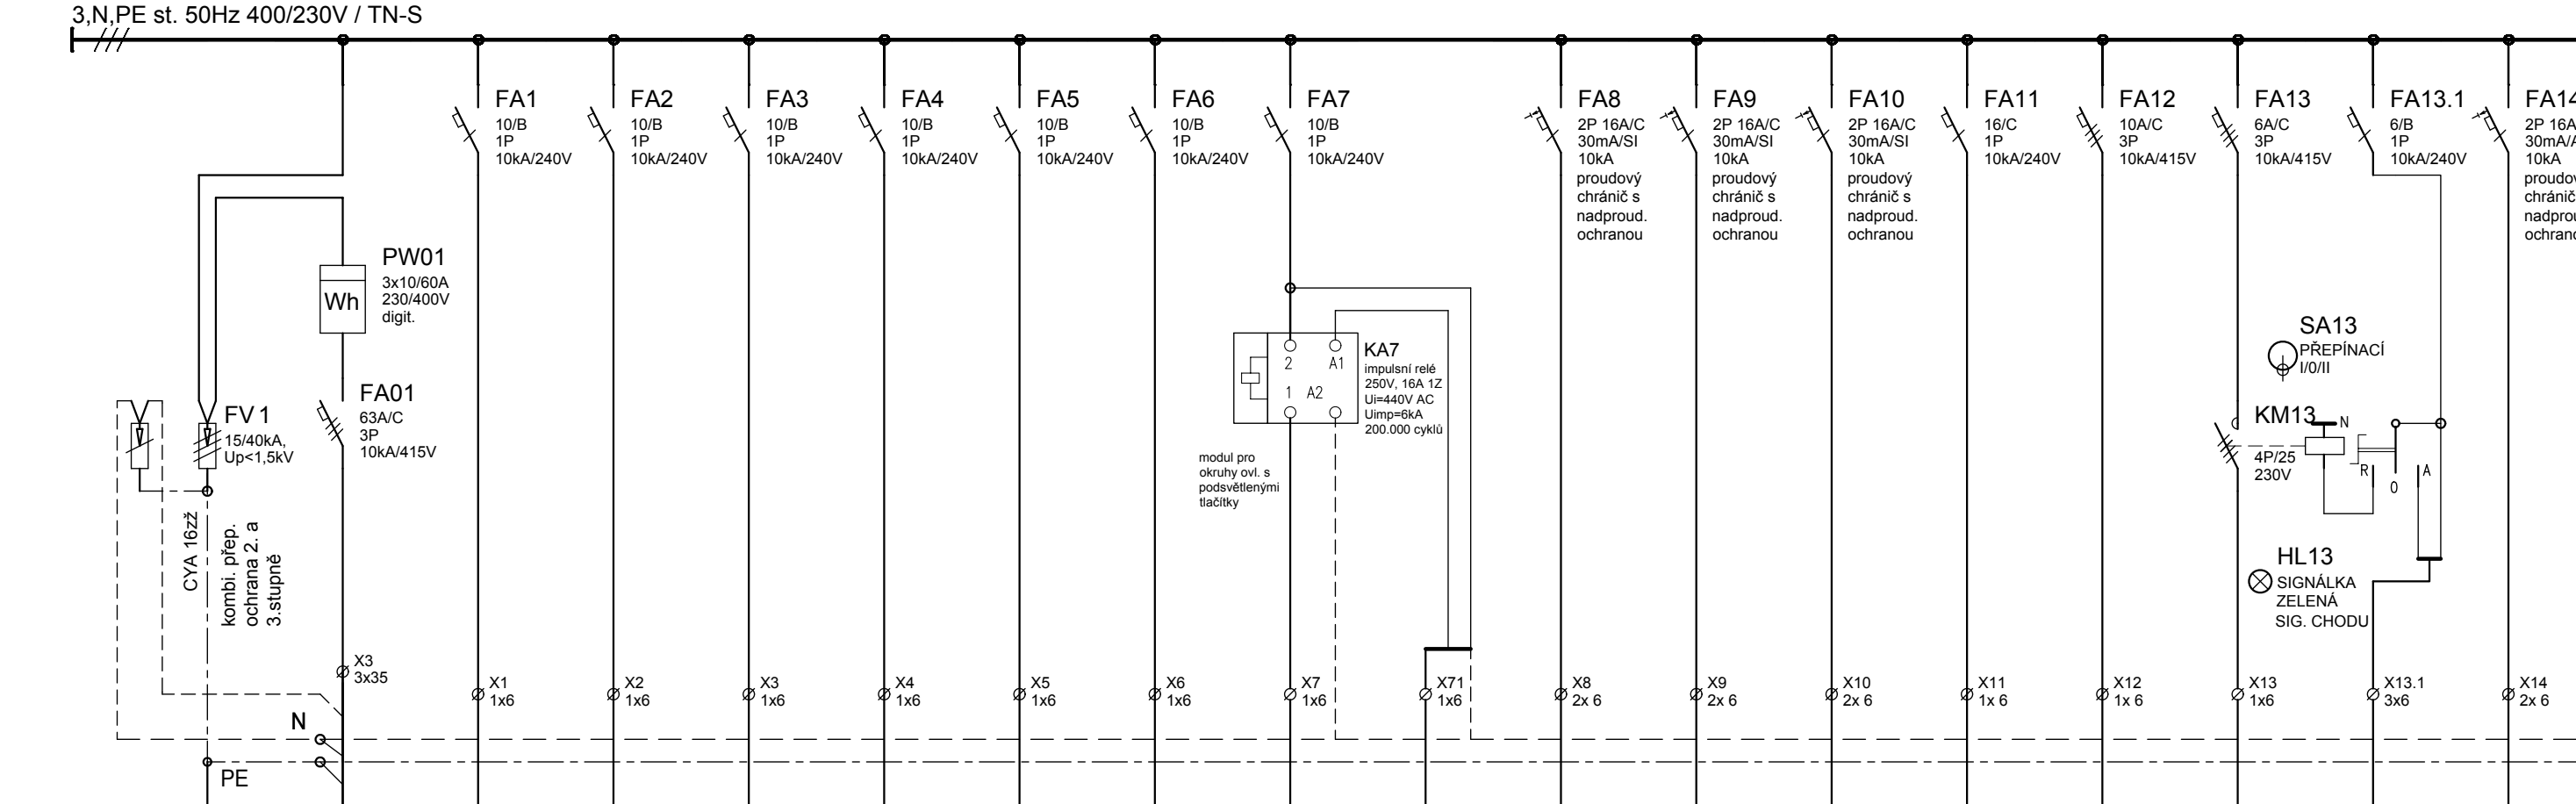 3,N,PE st. 50Hz 400/230V / TN-S
FA1
10/B
1P
10kA/240V
FA2
10/B
1P
10kA/240V
FA3
10/B
1P
10kA/240V
FA4
10/B
1P
10kA/240V
FA5
10/B
1P
10kA/240V
FA6
10/B
1P
10kA/240V
FA7
10/B
1P
10kA/240V
FA8
2P 16A/C
30mA/SI
10kA
proudový
chránič s
nadproud.
ochranou
FA9
2P 16A/C
30mA/SI
10kA
proudový
chránič s
nadproud.
ochranou
FA10
2P 16A/C
30mA/SI
10kA
proudový
chránič s
nadproud.
ochranou
FA11
16/C
1P
10kA/240V
FA12
10A/C
3P
10kA/415V
FA13
6A/C
3P
10kA/415V
FA13.1
6/B
1P
10kA/240V
FA14
2P 16A
30mA/
10kA
chránič
PW01
3x10/60A
230/400V
digit.
Wh
FA01
63A/C
3P
10kA/415V
FV 1
15/40kA,
Up<1,5kV
CYA 16zž
kombi. přep.
ochrana 2. a
3.stupně
2
A1
1
A2
KA7
impulsní relé
250V, 16A 1Z
Ui=440V AC
Uimp=6kA
200.000 cyklů
modul pro
okruhy ovl. s
podsvětlenými
tlačítky
SA13
PŘEPÍNACÍ
I/0/II
KM13
4P/25
230V
N
R
0
A
HL13
SIGNÁLKA
ZELENÁ
SIG. CHODU
X3
3x35
X1
1x6
X2
1x6
X3
1x6
X4
1x6
X5
1x6
X6
1x6
X7
1x6
X71
1x6
X8
2x 6
X9
2x 6
X10
2x 6
X11
1x 6
X12
1x 6
X13
1x6
X13.1
3x6
X14
2x 6
N
PE